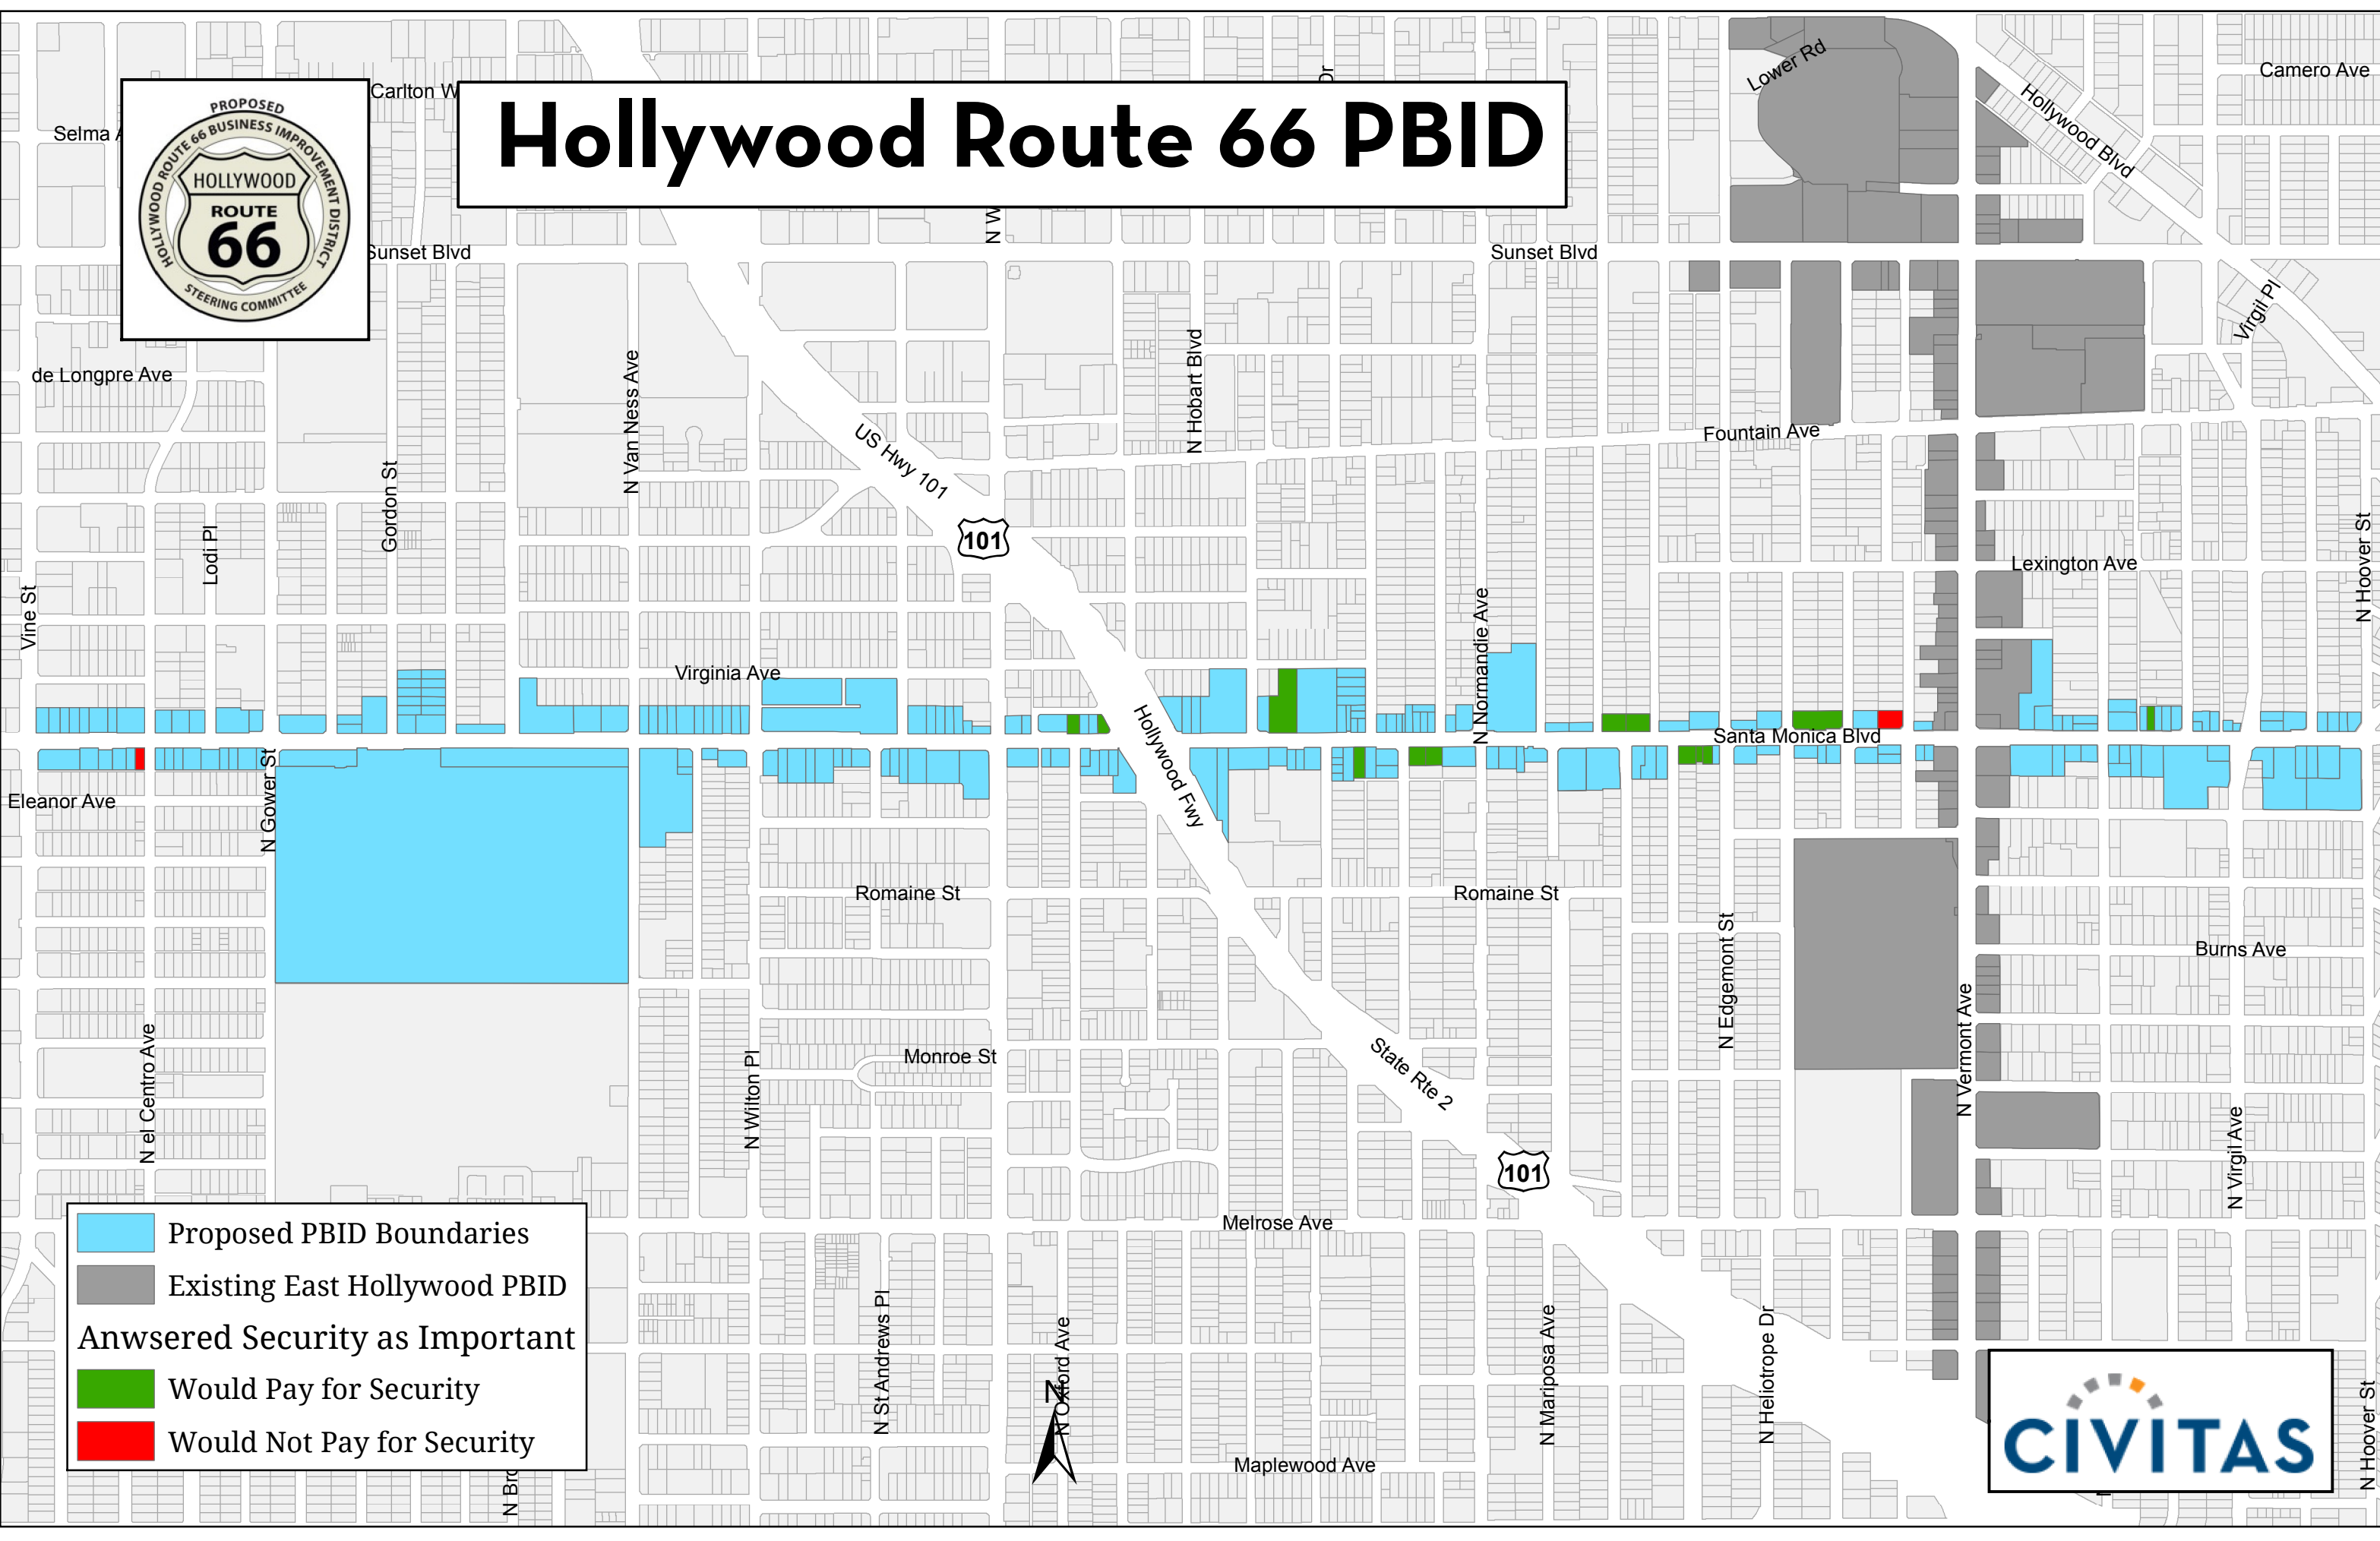 Hollywood Route 66 PBID
PROPOSED
HOLLYWOOD ROUTE 66 BUSINESS IMPROVEMENT DISTRICT
HOLLYWOOD
ROUTE
66
STEERING COMMITTEE
Carlton W
Selma A
Dr
Lower Rd
Camero Ave
Hollywood Blvd
N W
Sunset Blvd
Sunset Blvd
Virgil Pl
de Longpre Ave
N Van Ness Ave
N Hobart Blvd
Fountain Ave
US Hwy 101
101
Gordon St
Lodi Pl
Lexington Ave
N Hoover St
Vine St
N Normandie Ave
Virginia Ave
Hollywood Fwy
Santa Monica Blvd
Eleanor Ave
N Gower St
Romaine St
Romaine St
N Edgemont St
Burns Ave
N Vermont Ave
N el Centro Ave
N Wilton Pl
Monroe St
State Rte 2
101
N Virgil Ave
Melrose Ave
Proposed PBID Boundaries
Existing East Hollywood PBID
Anwsered Security as Important
Would Pay for Security
Would Not Pay for Security
N St Andrews Pl
N Oxford Ave
N
N Mariposa Ave
N Heliotrope Dr
N Hoover St
Maplewood Ave
N Bro
CIVITAS